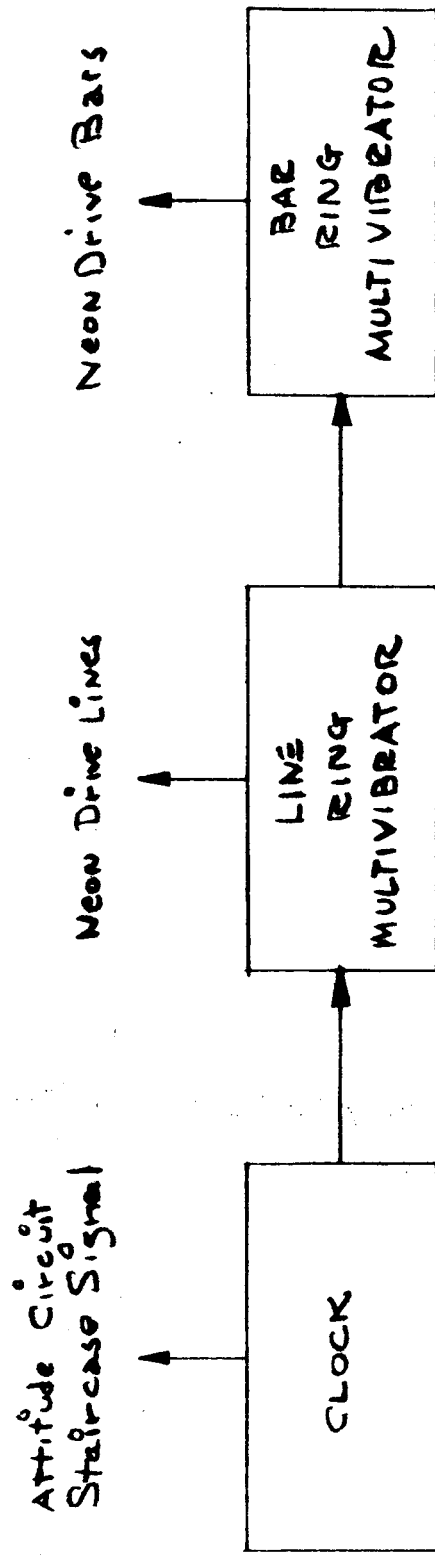 Attitude Circuit
Staircase Signal
CLOCK
Neon Drive Lines
LINE
RING
MULTIVIBRATOR
Neon Drive Bars
BAR
RING
MULTIVIBRATOR